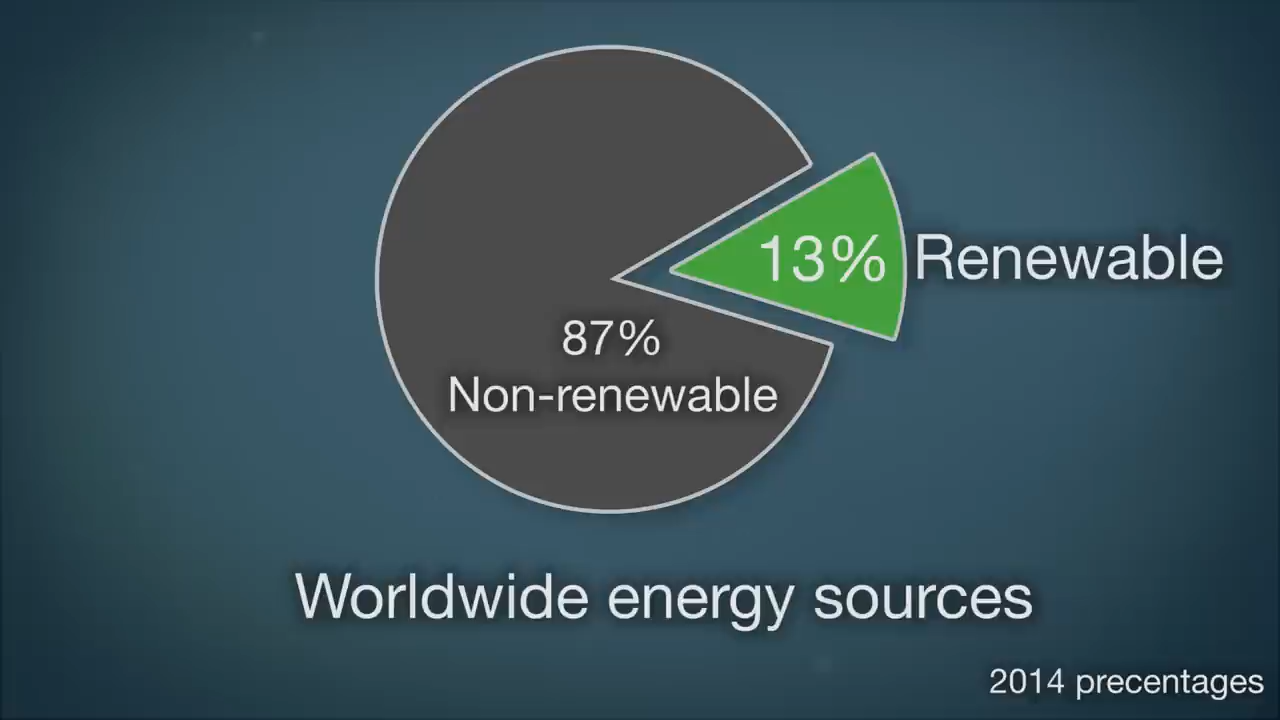 13%
Renewable
87%
Non-renewable
Worldwide energy sources
2014 precentages